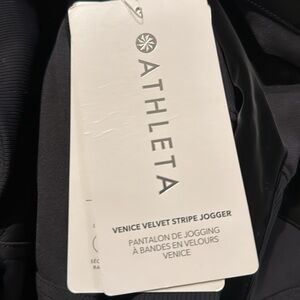 ATHLETA
VENICE VELVET STRIPE JOGGER
PANTALON DE JOGGING
À BANDES EN VELOURS
VENICE